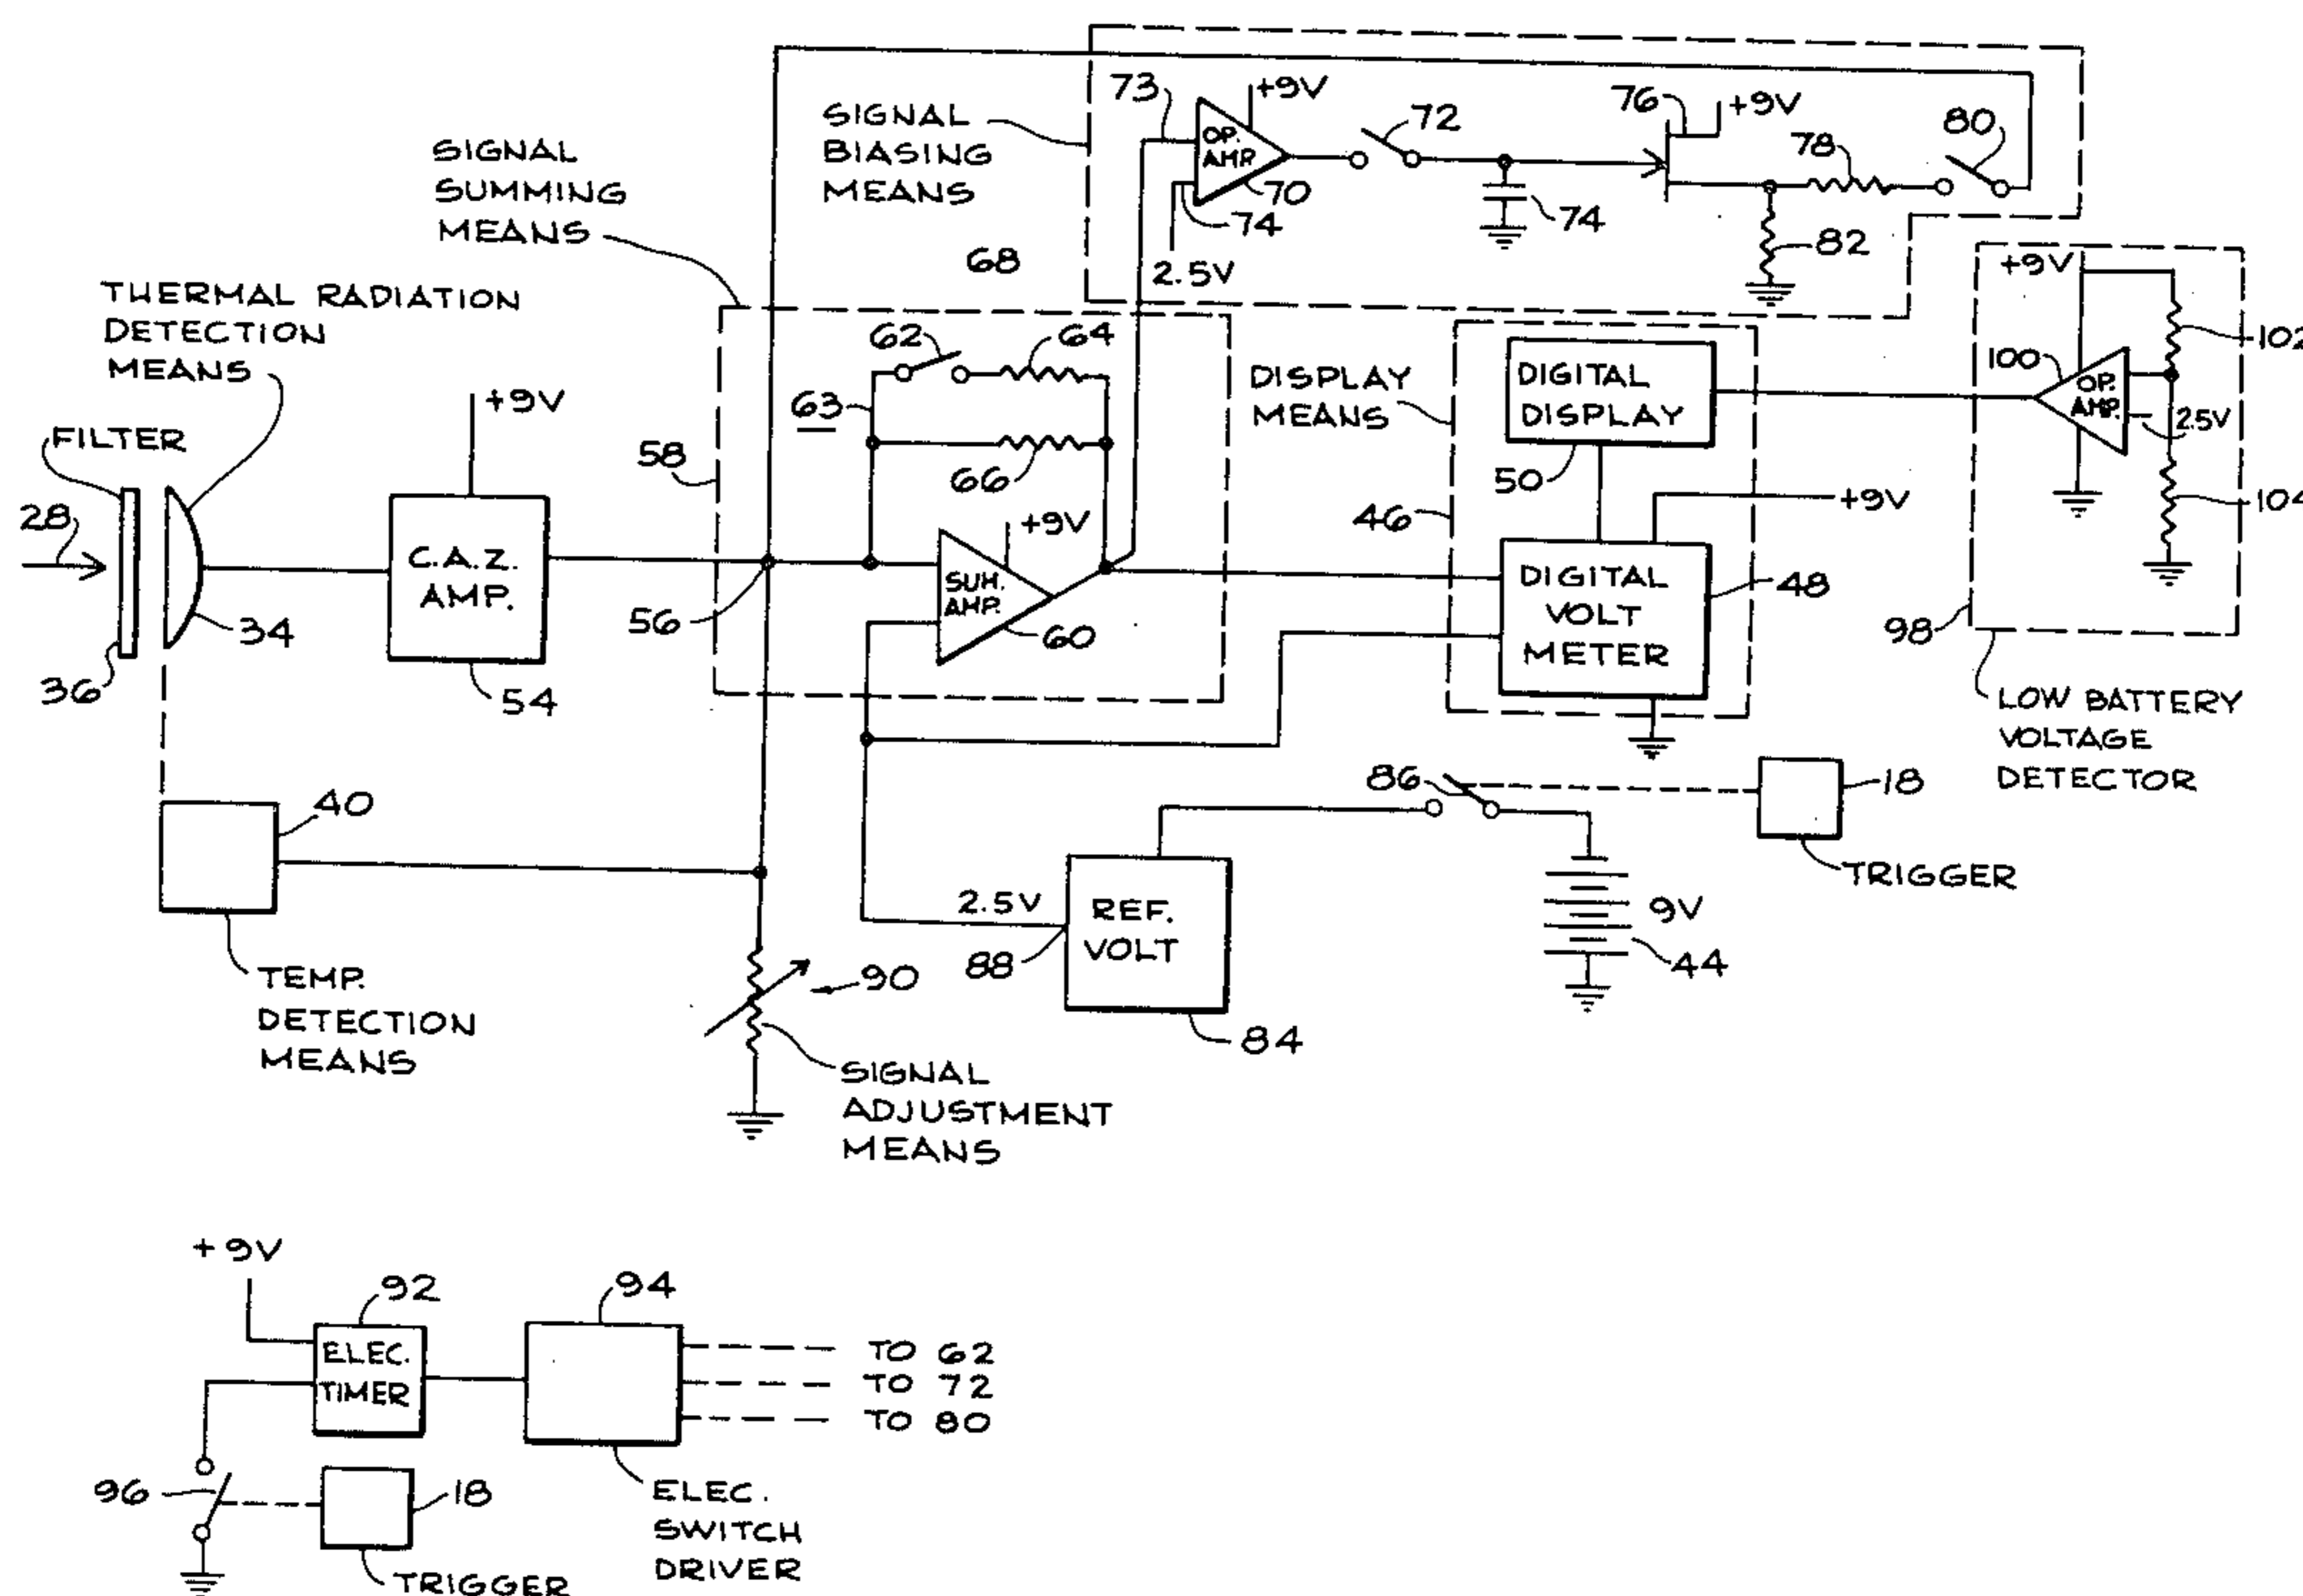 SIGNAL
BIASING
MEANS
73
+9V
OP.
AMP
70
74
2.5V
72
74
76
+9V
78
80
82
SIGNAL
SUMMING
MEANS
68
THERMAL RADIATION
DETECTION
MEANS
FILTER
28
36
34
+9V
C.A.Z.
AMP.
54
58
56
62
64
63
66
+9V
SUM.
AMP.
60
DISPLAY
MEANS
DIGITAL
DISPLAY
50
46
+9V
DIGITAL
VOLT
METER
48
+9V
102
100
OP.
AMP.
2.5V
104
98
LOW BATTERY
VOLTAGE
DETECTOR
40
TEMP.
DETECTION
MEANS
90
SIGNAL
ADJUSTMENT
MEANS
2.5V
88
REF.
VOLT
84
86
18
TRIGGER
9V
44
+9V
92
ELEC.
TIMER
94
TO 62
TO 72
TO 80
96
18
TRIGGER
ELEC.
SWITCH
DRIVER